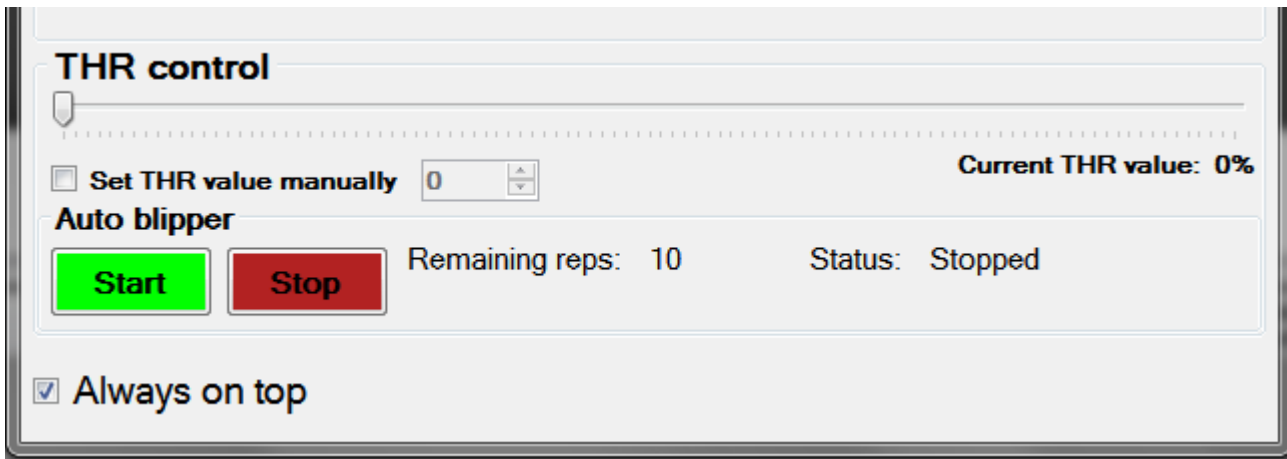 THR control
Current THR value: 0%
Set THR value manually 0
Auto blipper
Start Stop Remaining reps: 10 Status: Stopped
Always on top